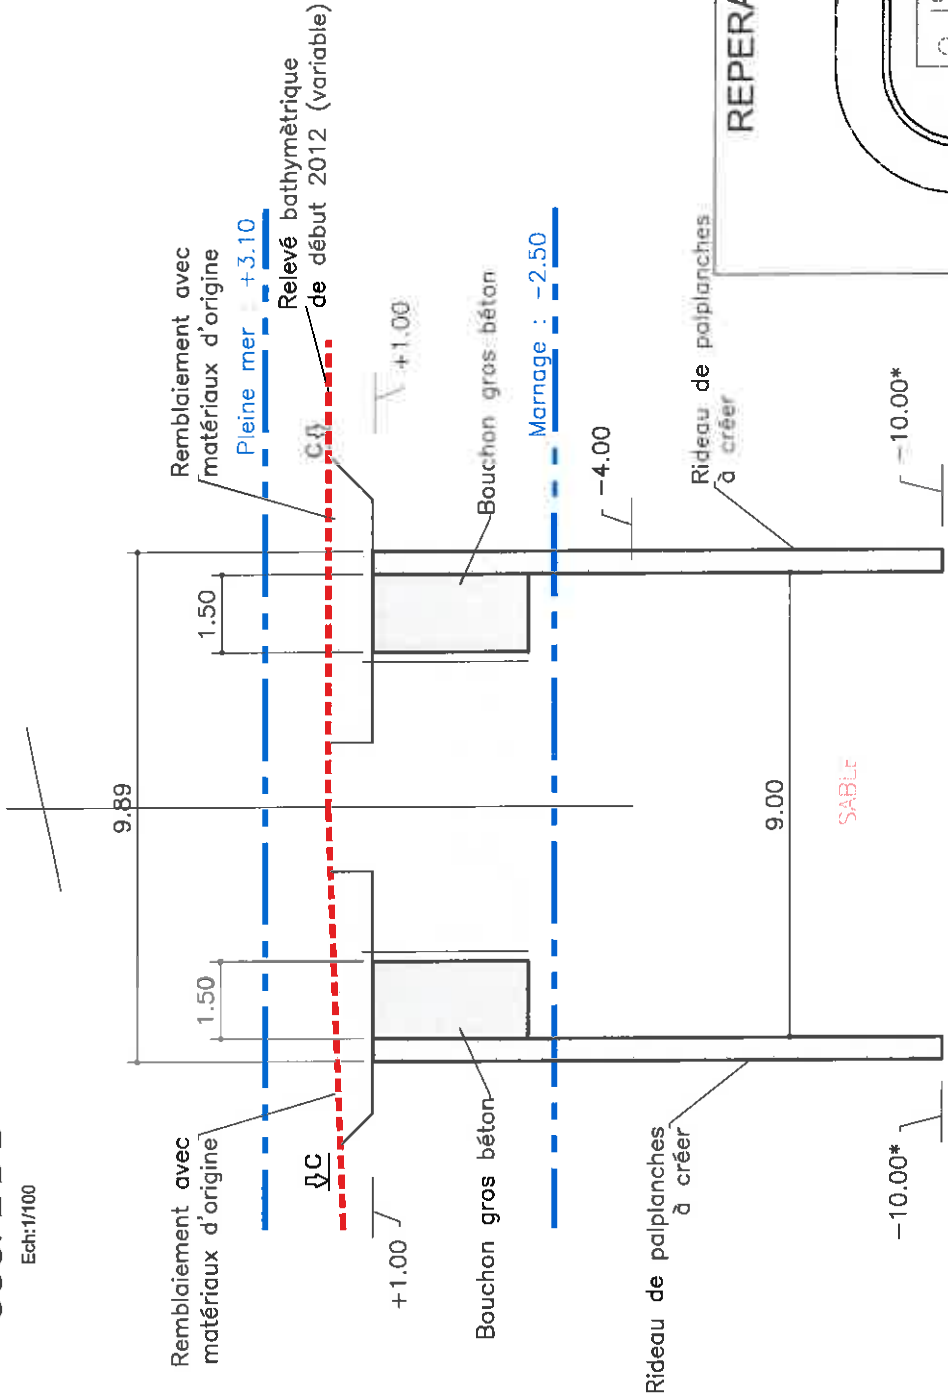 Ech:1/100
Remblaiement avec
matériaux d'origine
1.50
9.89
1.50
Remblaiement avec
matériaux d'origine
Pleine mer : +3.10
Relevé bathymètrique
de début 2012 (variable)
C
C
+1.00
+1.00
Bouchon gros béton
Bouchon gros béton
Marnage : -2.50
-4.00
Rideau de palplanches
à créer
Rideau de palplanches
à créer
9.00
SABLE
-10.00*
-10.00*